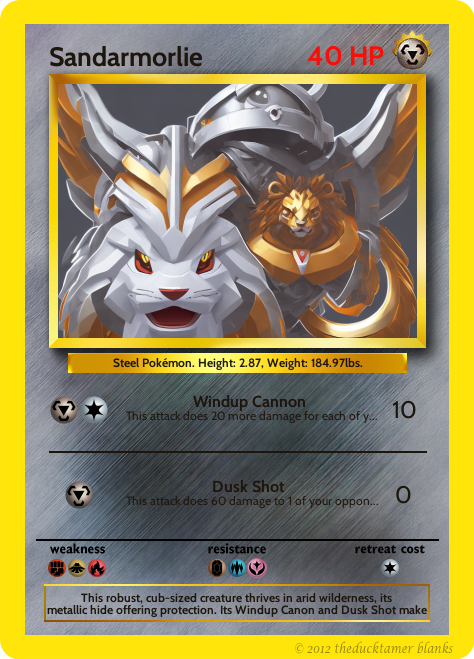 Sandarmorlie 40 HP
Steel Pokémon. Height: 2.87, Weight: 184.97lbs.
Windup Cannon
This attack does 20 more damage for each of y... 10
Dusk Shot
This attack does 60 damage to 1 of your oppon... 0
weakness resistance retreat cost
This robust, cub-sized creature thrives in arid wilderness, its
metallic hide offering protection. Its Windup Canon and Dusk Shot make
© 2012 theducktamer blanks